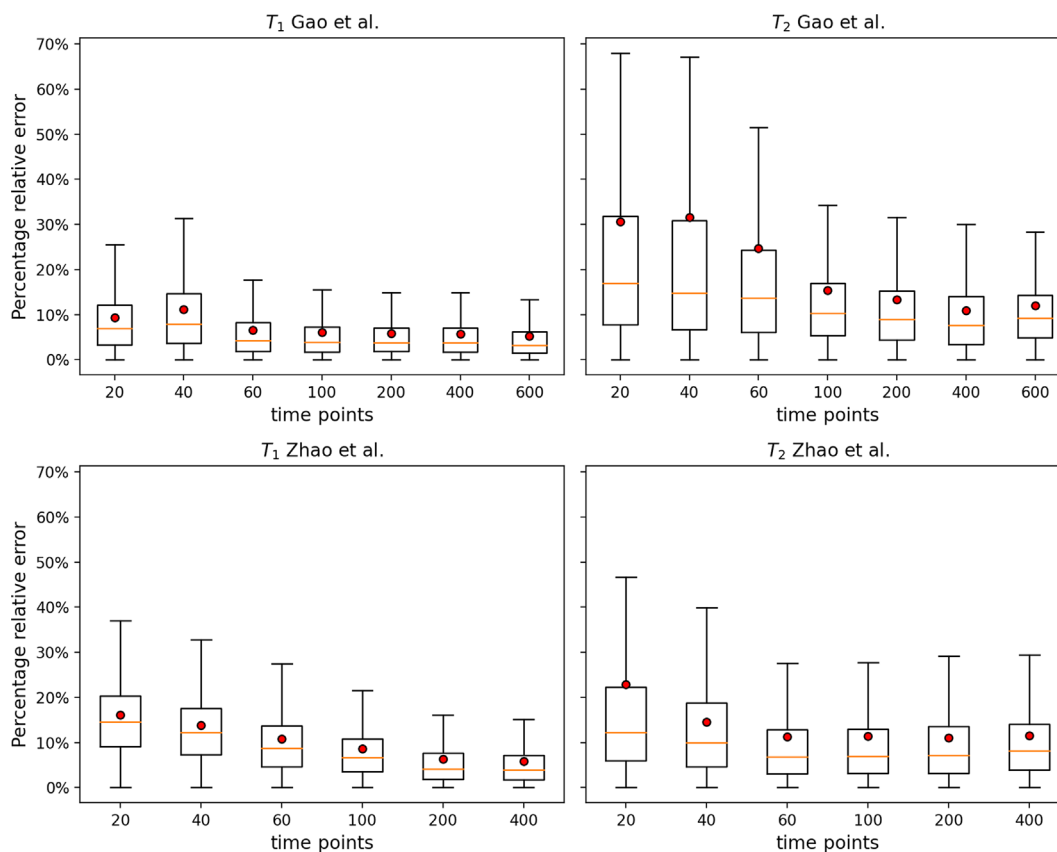 T₁ Gao et al.
T₂ Gao et al.
Percentage relative error
70%
60%
50%
40%
30%
20%
10%
0%
20 40 60 100 200 400 600
time points
20 40 60 100 200 400 600
time points
T₁ Zhao et al.
T₂ Zhao et al.
Percentage relative error
70%
60%
50%
40%
30%
20%
10%
0%
20 40 60 100 200 400
time points
20 40 60 100 200 400
time points